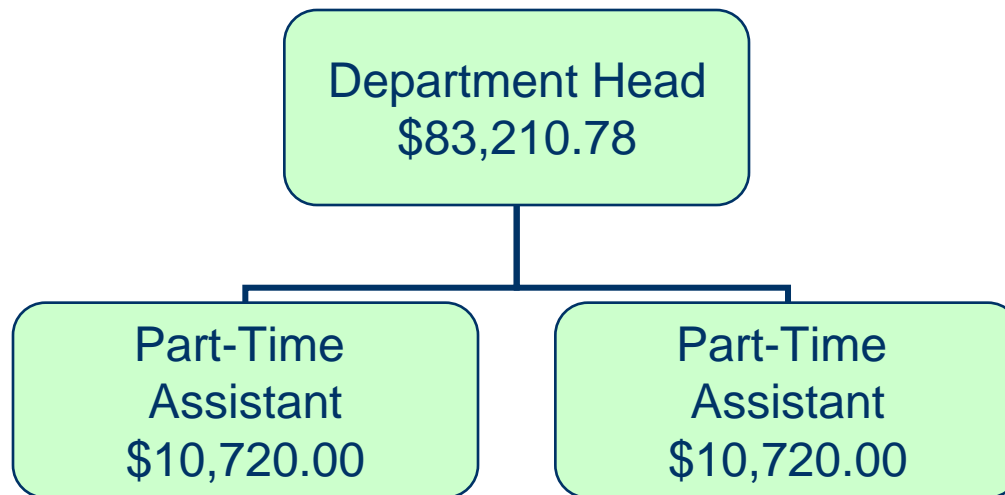 Department Head
$83,210.78
Part-Time
Assistant
$10,720.00
Part-Time
Assistant
$10,720.00